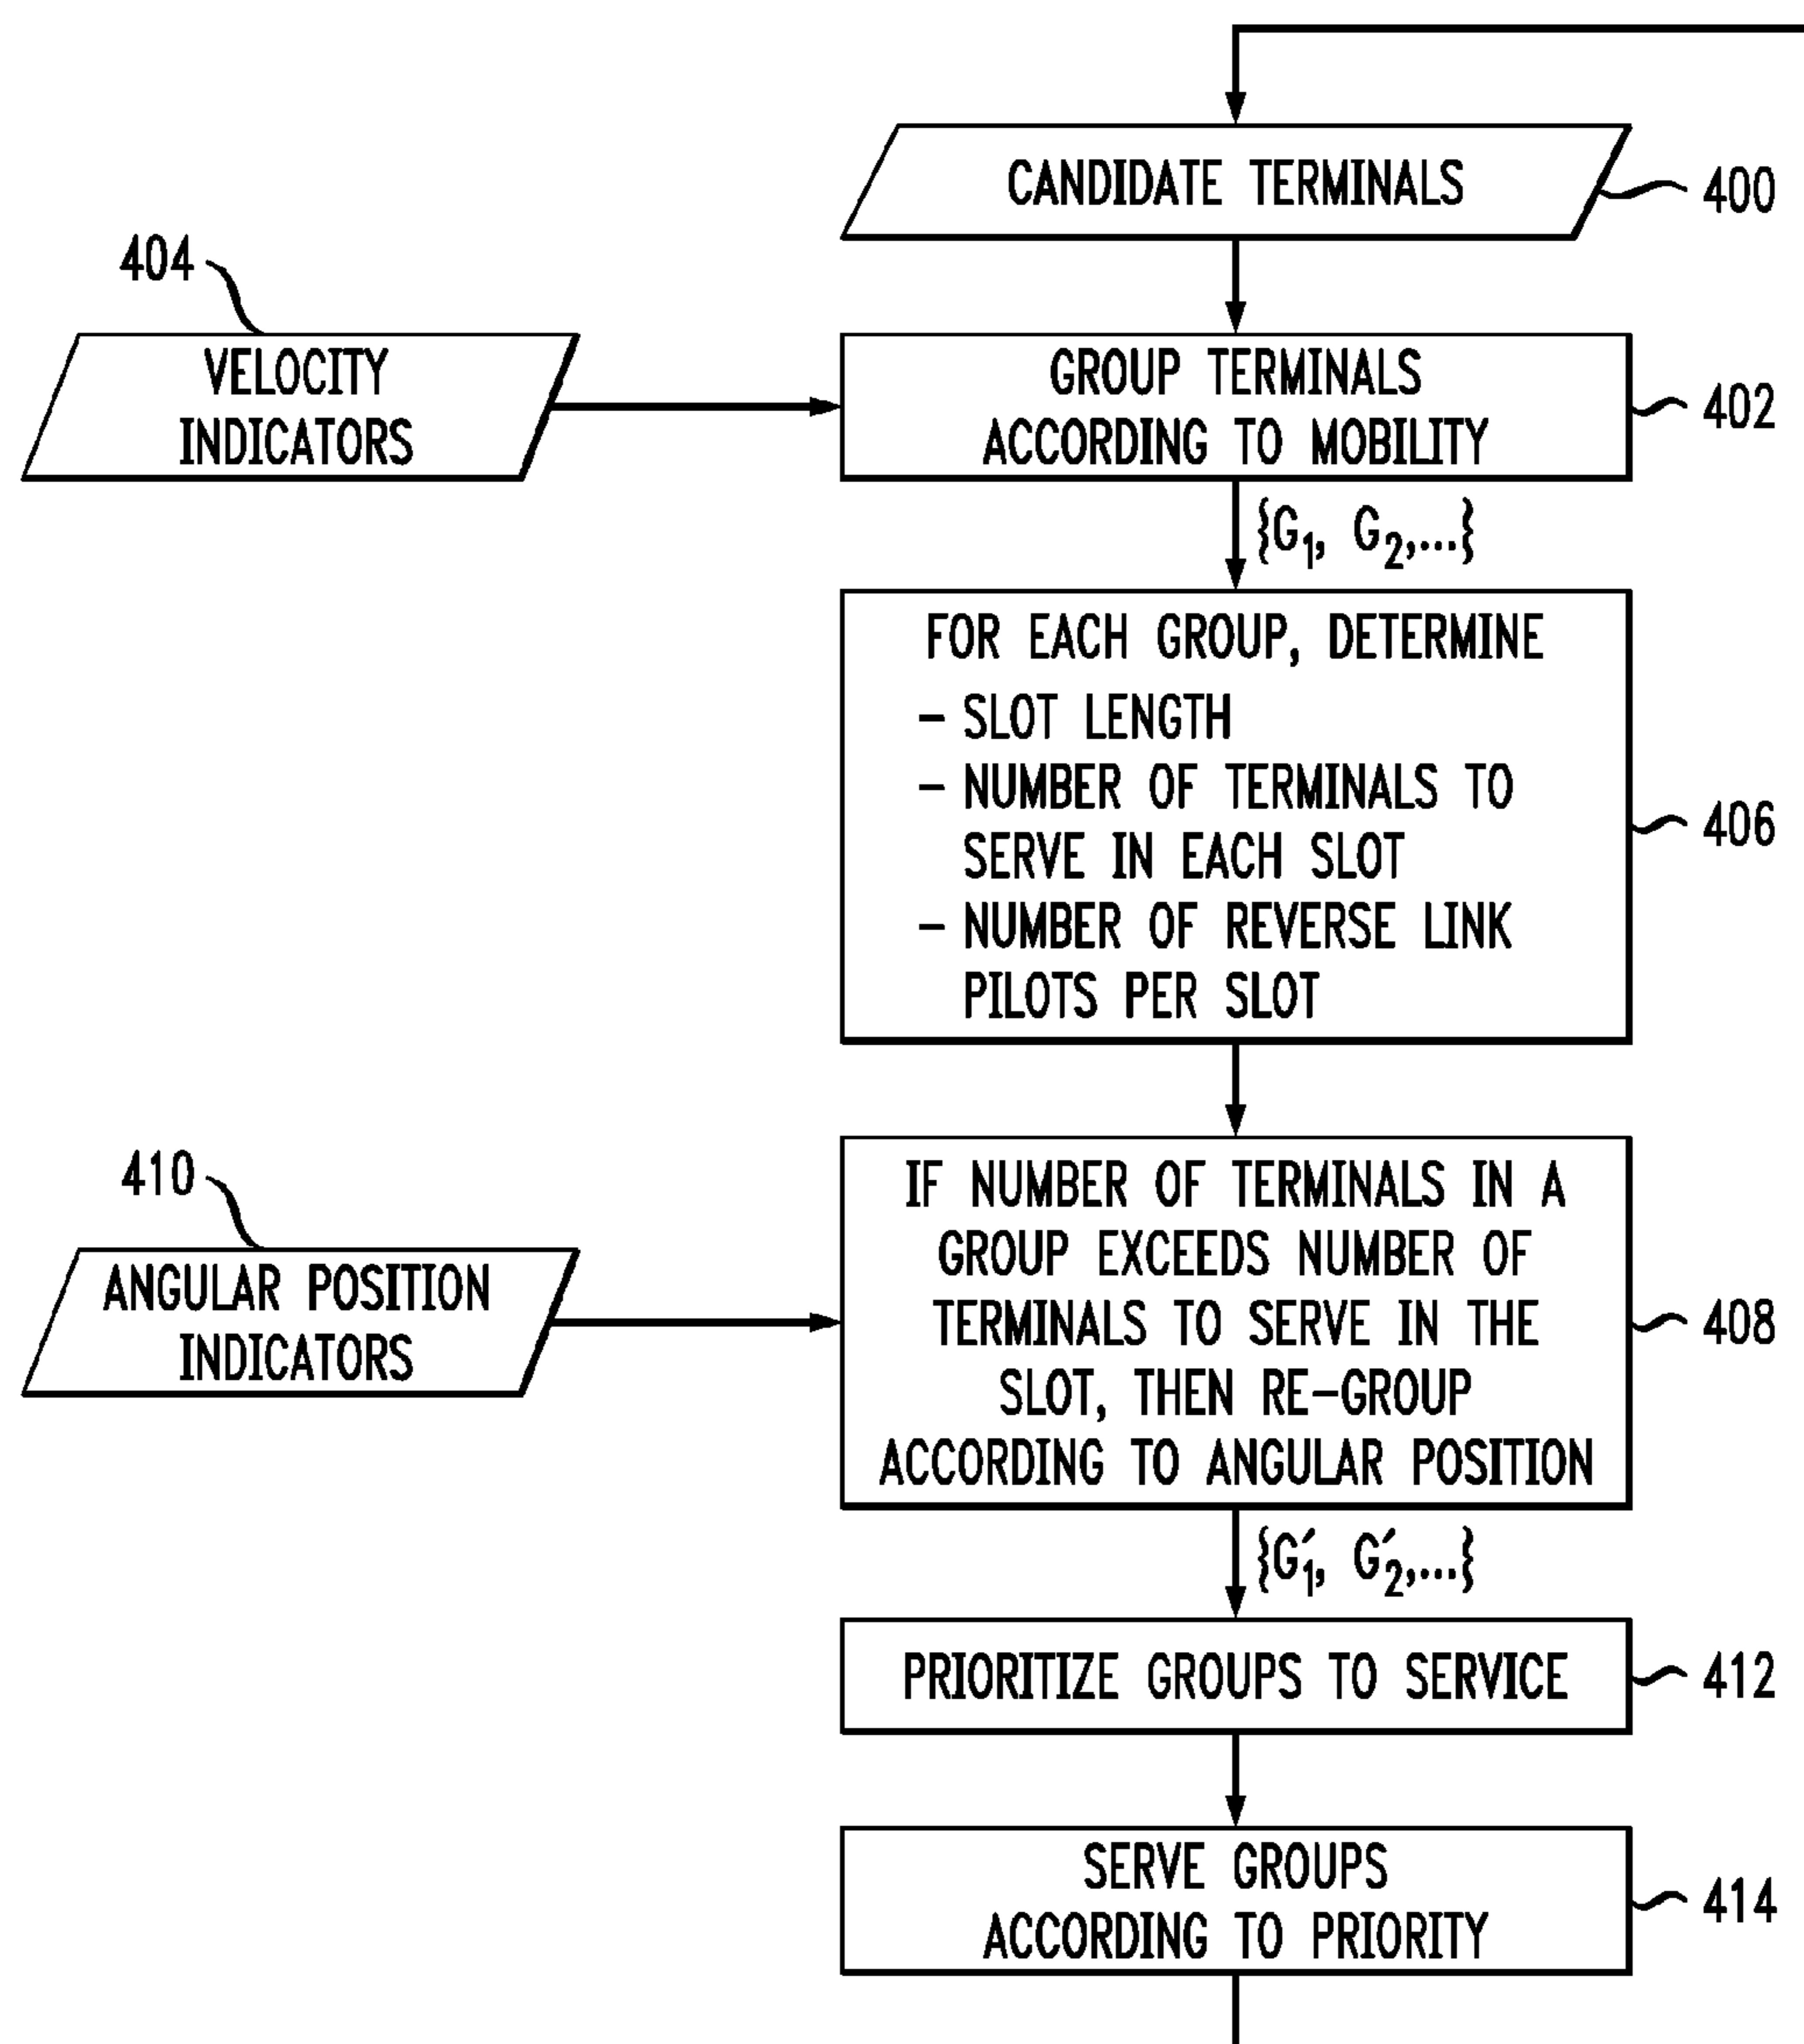 CANDIDATE TERMINALS
400
404
VELOCITY
INDICATORS
GROUP TERMINALS
ACCORDING TO MOBILITY
402
{G1, G2,...}
FOR EACH GROUP, DETERMINE
- SLOT LENGTH
- NUMBER OF TERMINALS TO
SERVE IN EACH SLOT
- NUMBER OF REVERSE LINK
PILOTS PER SLOT
406
410
ANGULAR POSITION
INDICATORS
IF NUMBER OF TERMINALS IN A
GROUP EXCEEDS NUMBER OF
TERMINALS TO SERVE IN THE
SLOT, THEN RE-GROUP
ACCORDING TO ANGULAR POSITION
408
{G′1, G′2,...}
PRIORITIZE GROUPS TO SERVICE
412
SERVE GROUPS
ACCORDING TO PRIORITY
414